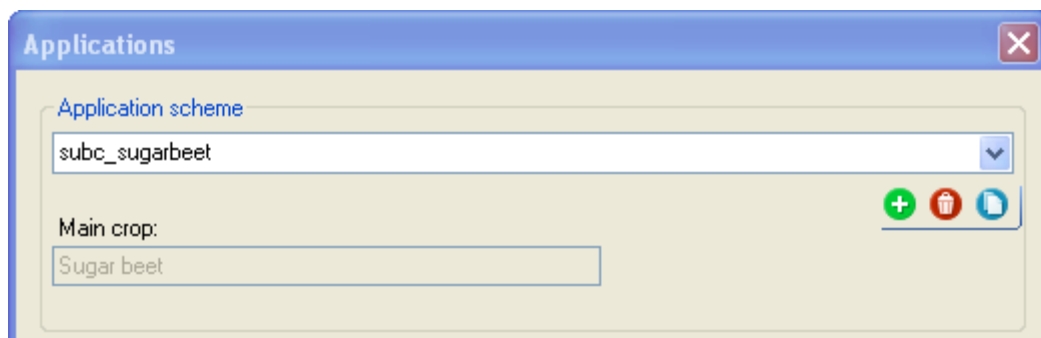 Applications
Application scheme
subc_sugarbeet
Main crop:
Sugar beet